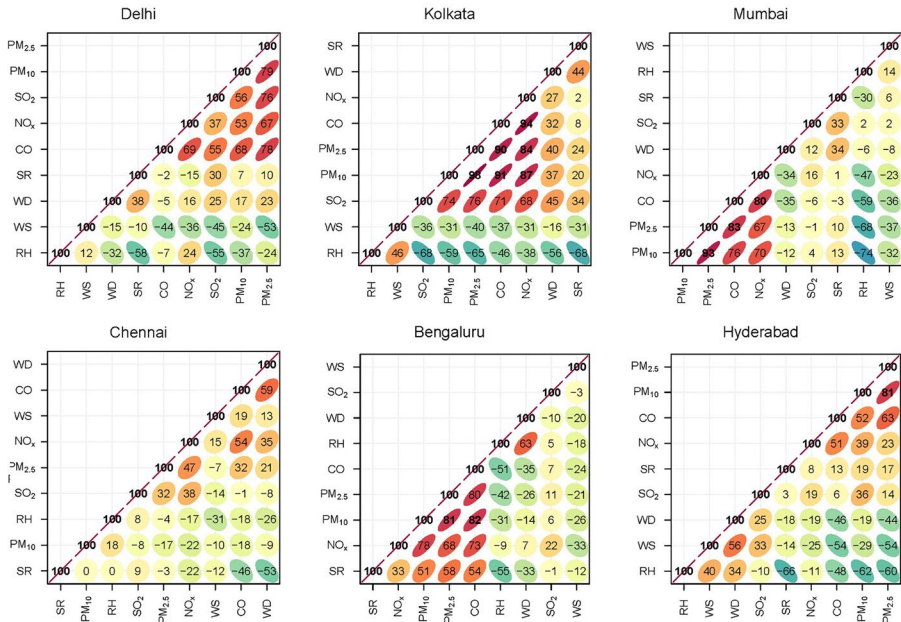 Delhi
PM2.5 100
PM10 100 79
SO2 100 56 76
NOx 100 37 53 67
CO 100 69 55 68 78
SR 100 −2 −15 30 7 10
WD 100 38 −5 16 25 17 23
WS 100 −15 −10 −44 −36 −45 −24 −53
RH 100 12 −32 −58 −7 24 −55 −37 −24
RH WS WD SR CO NOx SO2 PM10 PM2.5
Kolkata
SR 100
WD 100 44
NOx 100 27 2
CO 100 94 32 8
PM2.5 100 90 84 40 24
PM10 100 98 91 87 37 20
SO2 100 74 76 71 68 45 34
WS 100 −36 −31 −40 −37 −31 −16 −31
RH 100 46 −68 −59 −65 −46 −38 −56 −68
RH WS SO2 PM10 PM2.5 CO NOx WD SR
Mumbai
WS 100
RH 100 14
SR 100 −30 6
SO2 100 33 2 2
WD 100 12 34 −6 −8
NOx 100 −34 16 1 −47 −23
CO 100 80 −35 −6 −3 −59 −36
PM2.5 100 83 67 −13 −1 10 −68 −37
PM10 100 93 76 70 −12 4 13 −74 −32
PM10 PM2.5 CO NOx WD SO2 SR RH WS
Chennai
WD 100
CO 100 59
WS 100 19 13
NOx 100 15 54 35
PM2.5 100 47 −7 32 21
SO2 100 32 38 −14 −1 −8
RH 100 8 −4 −17 −31 −18 −26
PM10 100 18 −8 −17 −22 −10 −18 −9
SR 100 0 0 9 −3 −22 −12 −46 −53
SR PM10 RH SO2 PM2.5 NOx WS CO WD
Bengaluru
WS 100
SO2 100 −3
WD 100 −10 −20
RH 100 63 5 −18
CO 100 −51 −35 7 −24
PM2.5 100 80 −42 −26 11 −21
PM10 100 81 82 −31 −14 6 −26
NOx 100 78 68 73 −9 7 22 −33
SR 100 33 51 58 54 −55 −33 −1 −12
SR NOx PM10 PM2.5 CO RH WD SO2 WS
Hyderabad
PM2.5 100
PM10 100 81
CO 100 52 63
NOx 100 51 39 23
SR 100 8 13 19 17
SO2 100 3 19 6 36 14
WD 100 25 −18 −19 −46 −19 −44
WS 100 56 33 −14 −25 −54 −29 −54
RH 100 40 34 −10 −66 −11 −48 −62 −60
RH WS WD SO2 SR NOx CO PM10 PM2.5